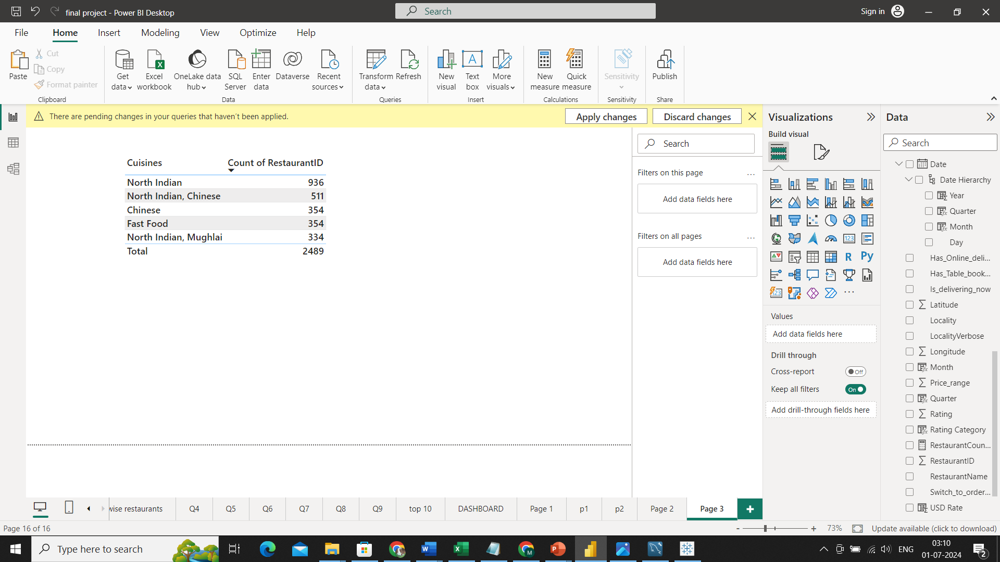 final project - Power BI Desktop
Search
Sign in
File
Home
Insert
Modeling
View
Optimize
Help
Paste
Cut
Copy
Format painter
Clipboard
Get data
Excel workbook
OneLake data hub
SQL Server
Enter data
Dataverse
Recent sources
Data
Transform data
Refresh
Queries
New visual
Text box
More visuals
Insert
New measure
Quick measure
Calculations
Sensitivity
Sensitivity
Publish
Share
There are pending changes in your queries that haven't been applied.
Apply changes
Discard changes
Cuisines Count of RestaurantID
North Indian 936
North Indian, Chinese 511
Chinese 354
Fast Food 354
North Indian, Mughlai 334
Total 2489
Search
Filters on this page ...
Add data fields here
Filters on all pages ...
Add data fields here
Visualizations
Build visual
A
123
R
Py
123
...
Values
Add data fields here
Drill through
Cross-report Off
Keep all filters On
Add drill-through fields here
Data
Search
Date
Date Hierarchy
Year
Quarter
Month
Day
Has_Online_deli...
Has_Table_book...
Is_delivering_now
Latitude
Locality
LocalityVerbose
Longitude
Month
Price_range
Quarter
Rating
Rating Category
RestaurantCoun...
RestaurantID
RestaurantName
Switch_to_order...
USD Rate
wise restaurants
Q4
Q5
Q6
Q7
Q8
Q9
top 10
DASHBOARD
Page 1
p1
p2
Page 2
Page 3
+
Page 16 of 16
- + 73%
Update available (click to download)
Type here to search
ENG
03:10
01-07-2024
2